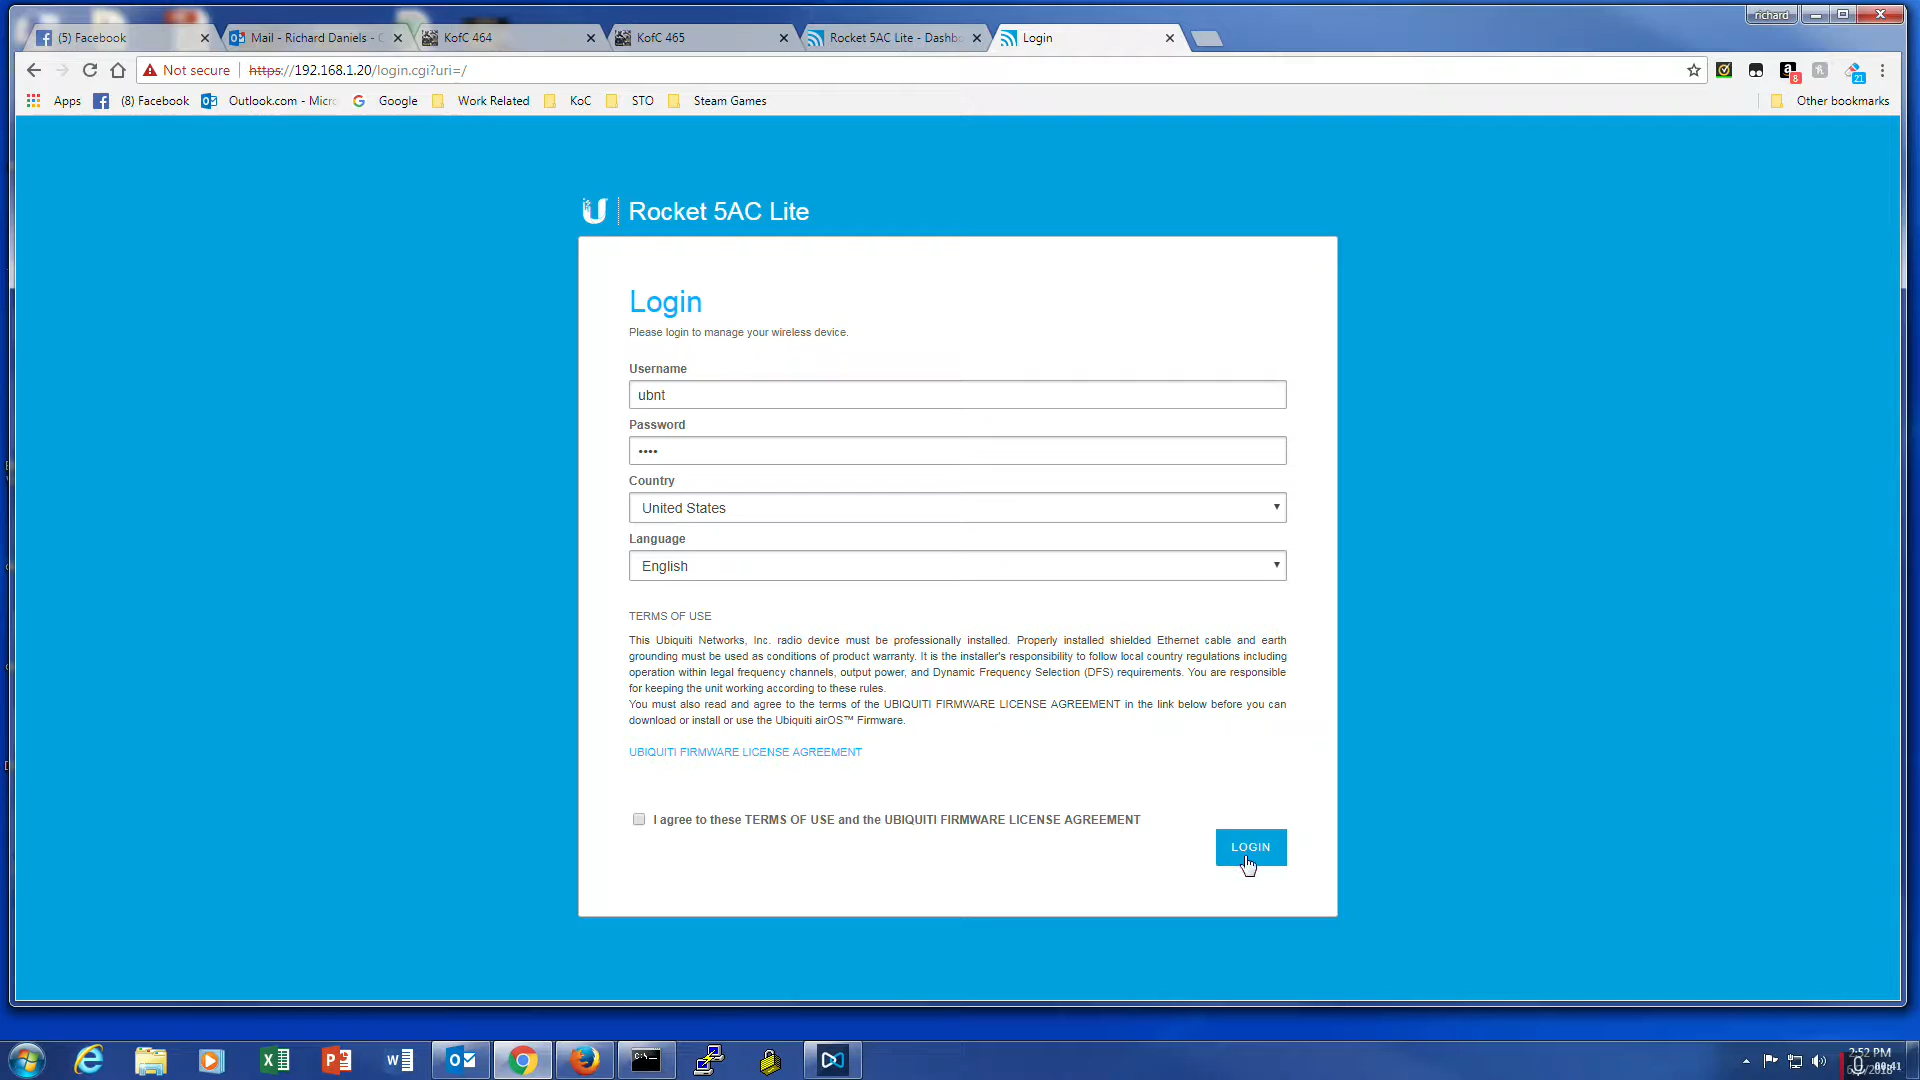 richard
(5) Facebook
Mail - Richard Daniels - 
KofC 464
KofC 465
Rocket 5AC Lite - Dashbo
Login
Not secure
https://192.168.1.20/login.cgi?uri=/
8
21
Apps
(8) Facebook
Outlook.com - Micro
Google
Work Related
KoC
STO
Steam Games
Other bookmarks
Rocket 5AC Lite
Login
Please login to manage your wireless device.
Username
ubnt
Password
••••
Country
United States
Language
English
TERMS OF USE
This Ubiquiti Networks, Inc. radio device must be professionally installed. Properly installed shielded Ethernet cable and earth
grounding must be used as conditions of product warranty. It is the installer's responsibility to follow local country regulations including
operation within legal frequency channels, output power, and Dynamic Frequency Selection (DFS) requirements. You are responsible
for keeping the unit working according to these rules.
You must also read and agree to the terms of the UBIQUITI FIRMWARE LICENSE AGREEMENT in the link below before you can
download or install or use the Ubiquiti airOS™ Firmware.
UBIQUITI FIRMWARE LICENSE AGREEMENT
I agree to these TERMS OF USE and the UBIQUITI FIRMWARE LICENSE AGREEMENT
LOGIN
2:52 PM
00:41